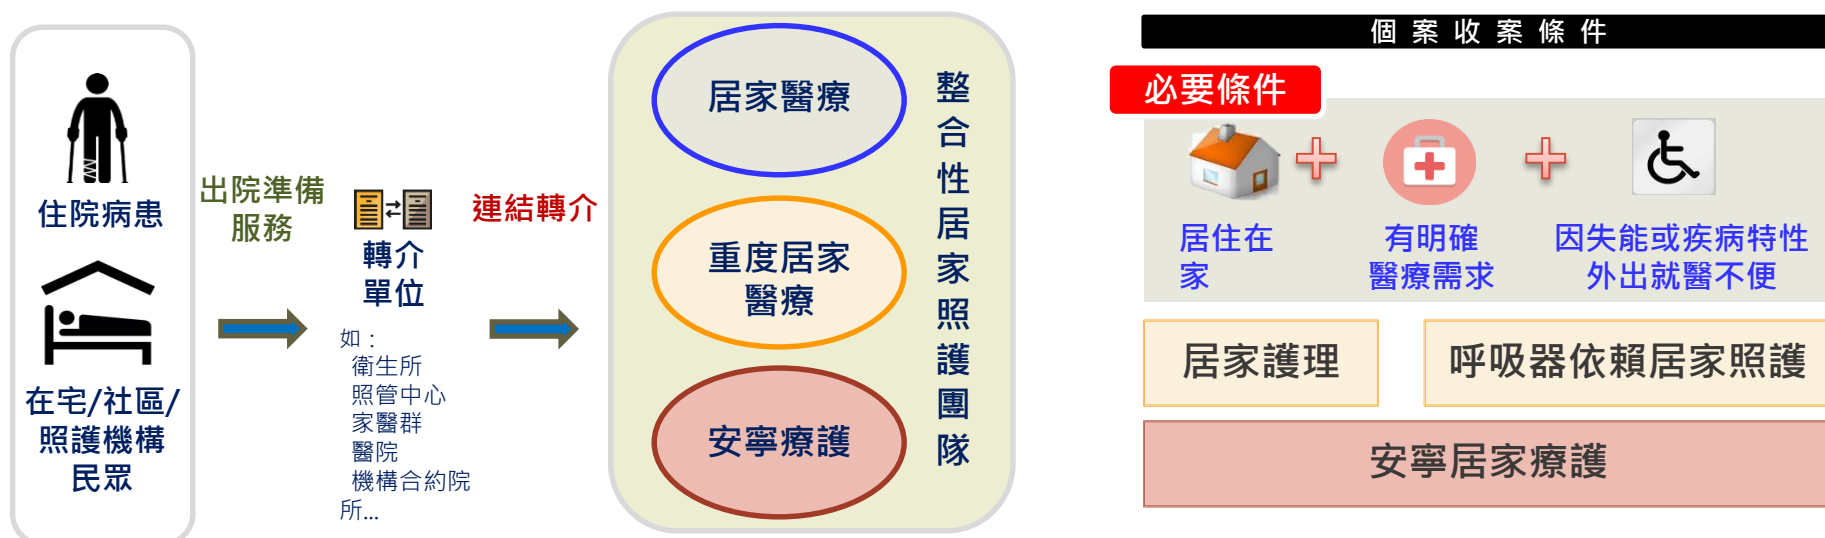 住院病患
在宅/社區/
照護機構
民眾
出院準備
服務
轉介
單位
如：
衛生所
照管中心
家醫群
醫院
機構合約院
所...
連結轉介
居家醫療
重度居家
醫療
安寧療護
整合性居家照護團隊
個案收案條件
必要條件
居住在
家
有明確
醫療需求
因失能或疾病特性
外出就醫不便
居家護理
呼吸器依賴居家照護
安寧居家療護